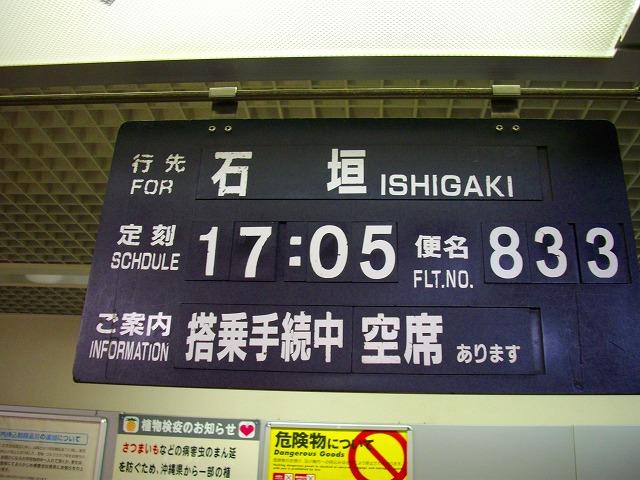 行先 石垣 ISHIGAKI
FOR
定刻 17:05 便名 833
SCHDULE FLT.NO.
ご案内 搭乗手続中 空席 あります
INFORMATION
植物検疫のお知らせ
さつまいもなどの病害虫のまん延
を防ぐため、沖縄県から一部の植
危険物について
Dangerous Goods